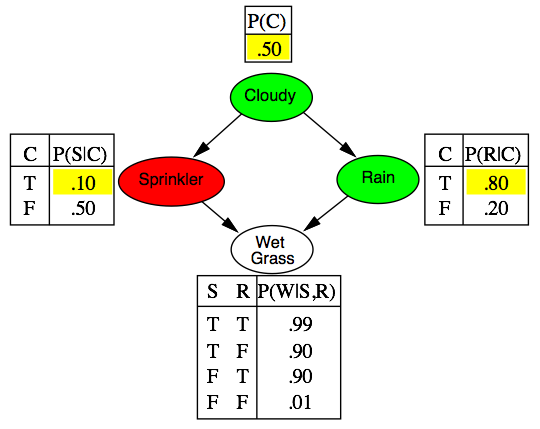 P(C)
.50
Cloudy
C P(S|C)
T .10
F .50
Sprinkler
Rain
C P(R|C)
T .80
F .20
Wet
Grass
S R P(W|S,R)
T T .99
T F .90
F T .90
F F .01